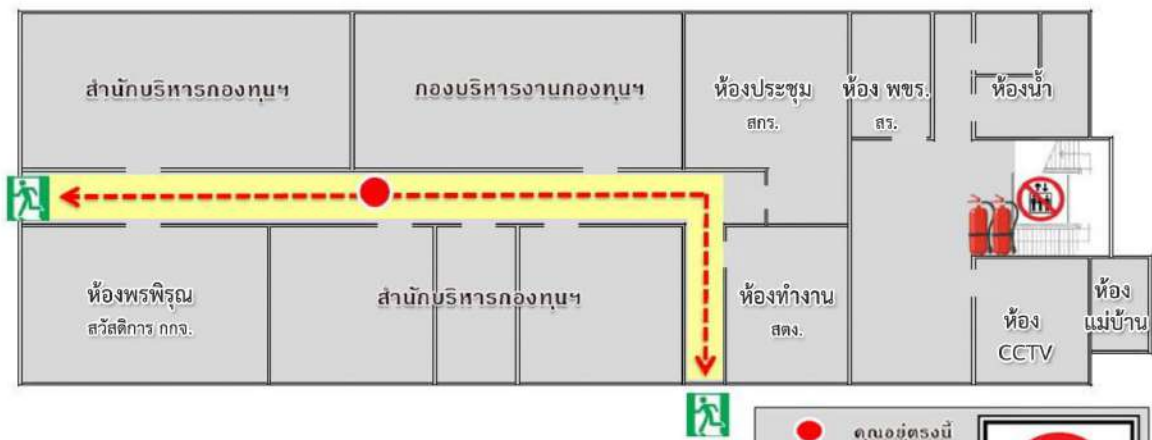 สำนักบริหารกองทุนฯ
กองบริหารงานกองทุนฯ
ห้องประชุม
สกร.
ห้อง พขร.
สร.
ห้องน้ำ
ห้องพรพิรุณ
สวัสดิการ กกจ.
สำนักบริหารกองทุนฯ
ห้องทำงาน
สตง.
ห้อง
CCTV
ห้อง
แม่บ้าน
คุณอยู่ตรงนี้